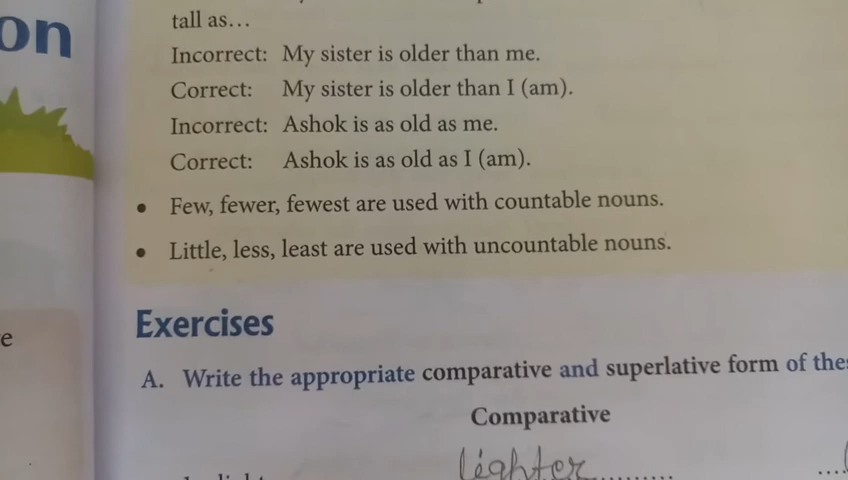 on
tall as...
Incorrect: My sister is older than me.
Correct: My sister is older than I (am).
Incorrect: Ashok is as old as me.
Correct: Ashok is as old as I (am).
• Few, fewer, fewest are used with countable nouns.
• Little, less, least are used with uncountable nouns.
e
Exercises
A. Write the appropriate comparative and superlative form of
Comparative
lighter